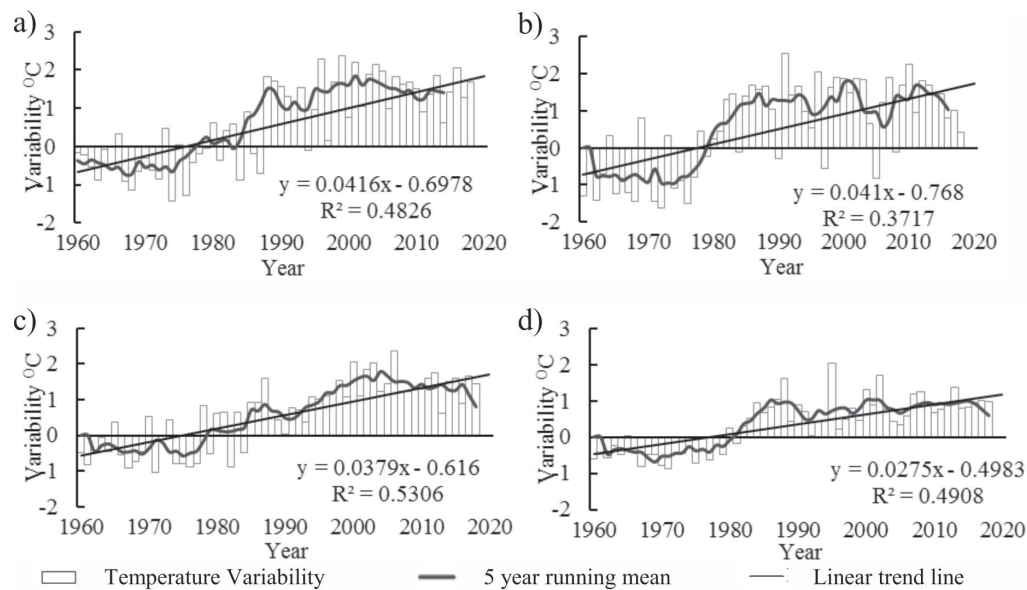 a)
Variability °C
3
2
1
0
-1
-2
1960 1970 1980 1990 2000 2010 2020
Year
y = 0.0416x - 0.6978
R² = 0.4826
b)
Variability °C
3
2
1
0
-1
-2
1960 1970 1980 1990 2000 2010 2020
Year
y = 0.041x - 0.768
R² = 0.3717
c)
Variability °C
3
2
1
0
-1
-2
1960 1970 1980 1990 2000 2010 2020
Year
y = 0.0379x - 0.616
R² = 0.5306
d)
Variability °C
3
2
1
0
-1
-2
1960 1970 1980 1990 2000 2010 2020
Year
y = 0.0275x - 0.4983
R² = 0.4908
Temperature Variability 5 year running mean Linear trend line